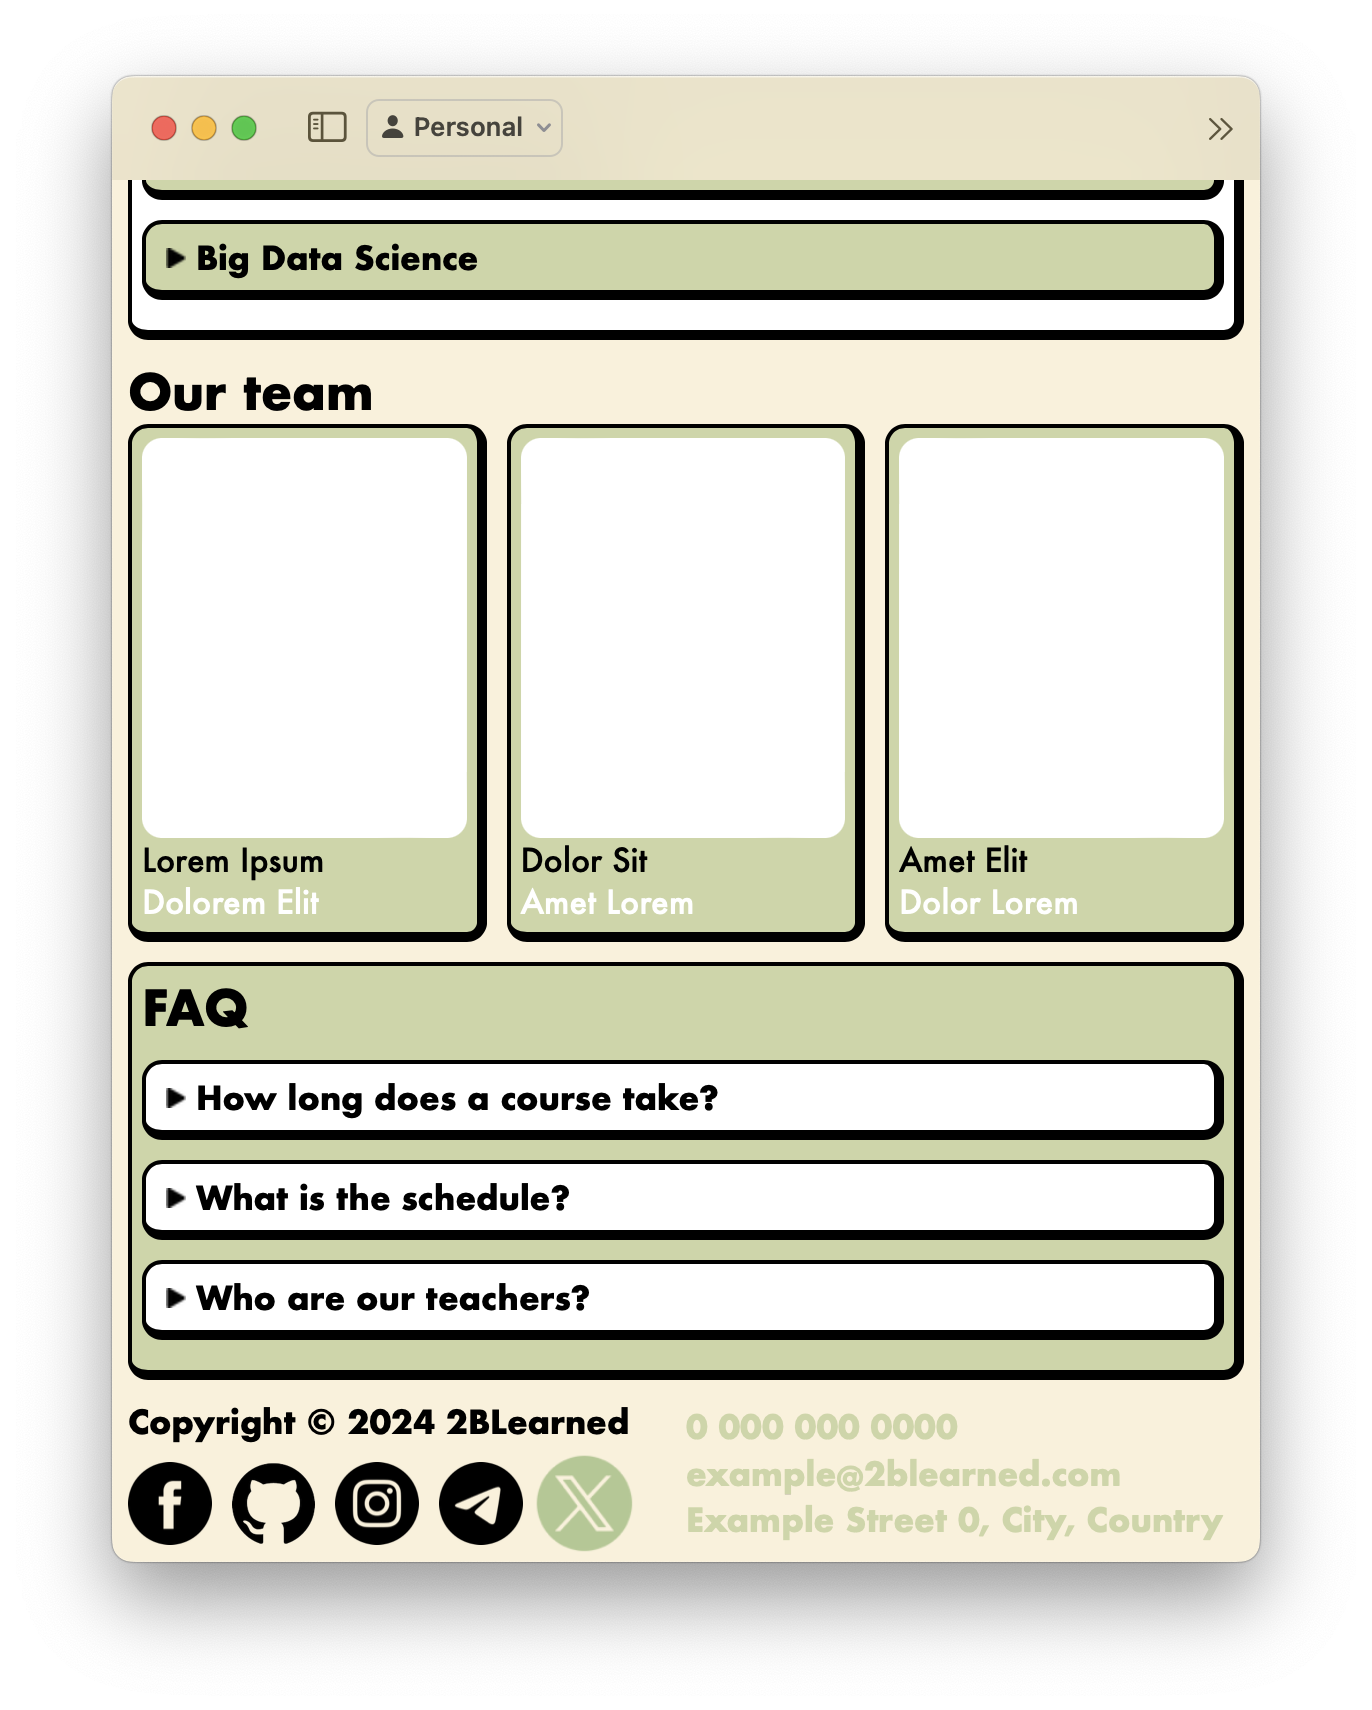 Personal
Big Data Science
Our team
Lorem Ipsum
Dolorem Elit
Dolor Sit
Amet Lorem
Amet Elit
Dolor Lorem
FAQ
How long does a course take?
What is the schedule?
Who are our teachers?
Copyright © 2024 2BLearned
0 000 000 0000
example@2blearned.com
Example Street 0, City, Country